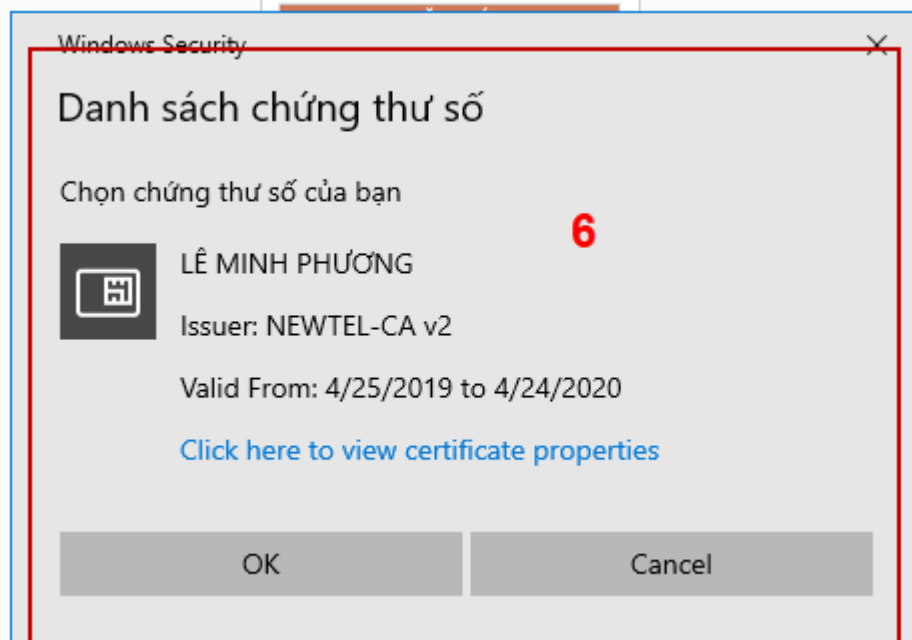 Windows Security
Danh sách chứng thư số
Chọn chứng thư số của bạn
6
LÊ MINH PHƯƠNG
Issuer: NEWTEL-CA v2
Valid From: 4/25/2019 to 4/24/2020
Click here to view certificate properties
OK
Cancel